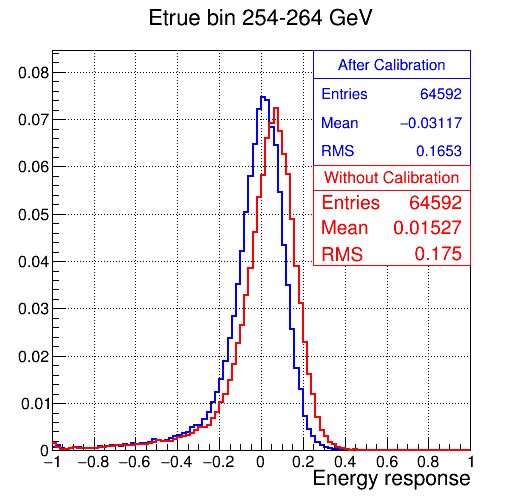 Etrue bin 254-264 GeV
After Calibration
Entries 64592
Mean −0.03117
RMS 0.1653
Without Calibration
Entries 64592
Mean 0.01527
RMS 0.175
0.08
0.07
0.06
0.05
0.04
0.03
0.02
0.01
0
−1 −0.8 −0.6 −0.4 −0.2 0 0.2 0.4 0.6 0.8 1
Energy response